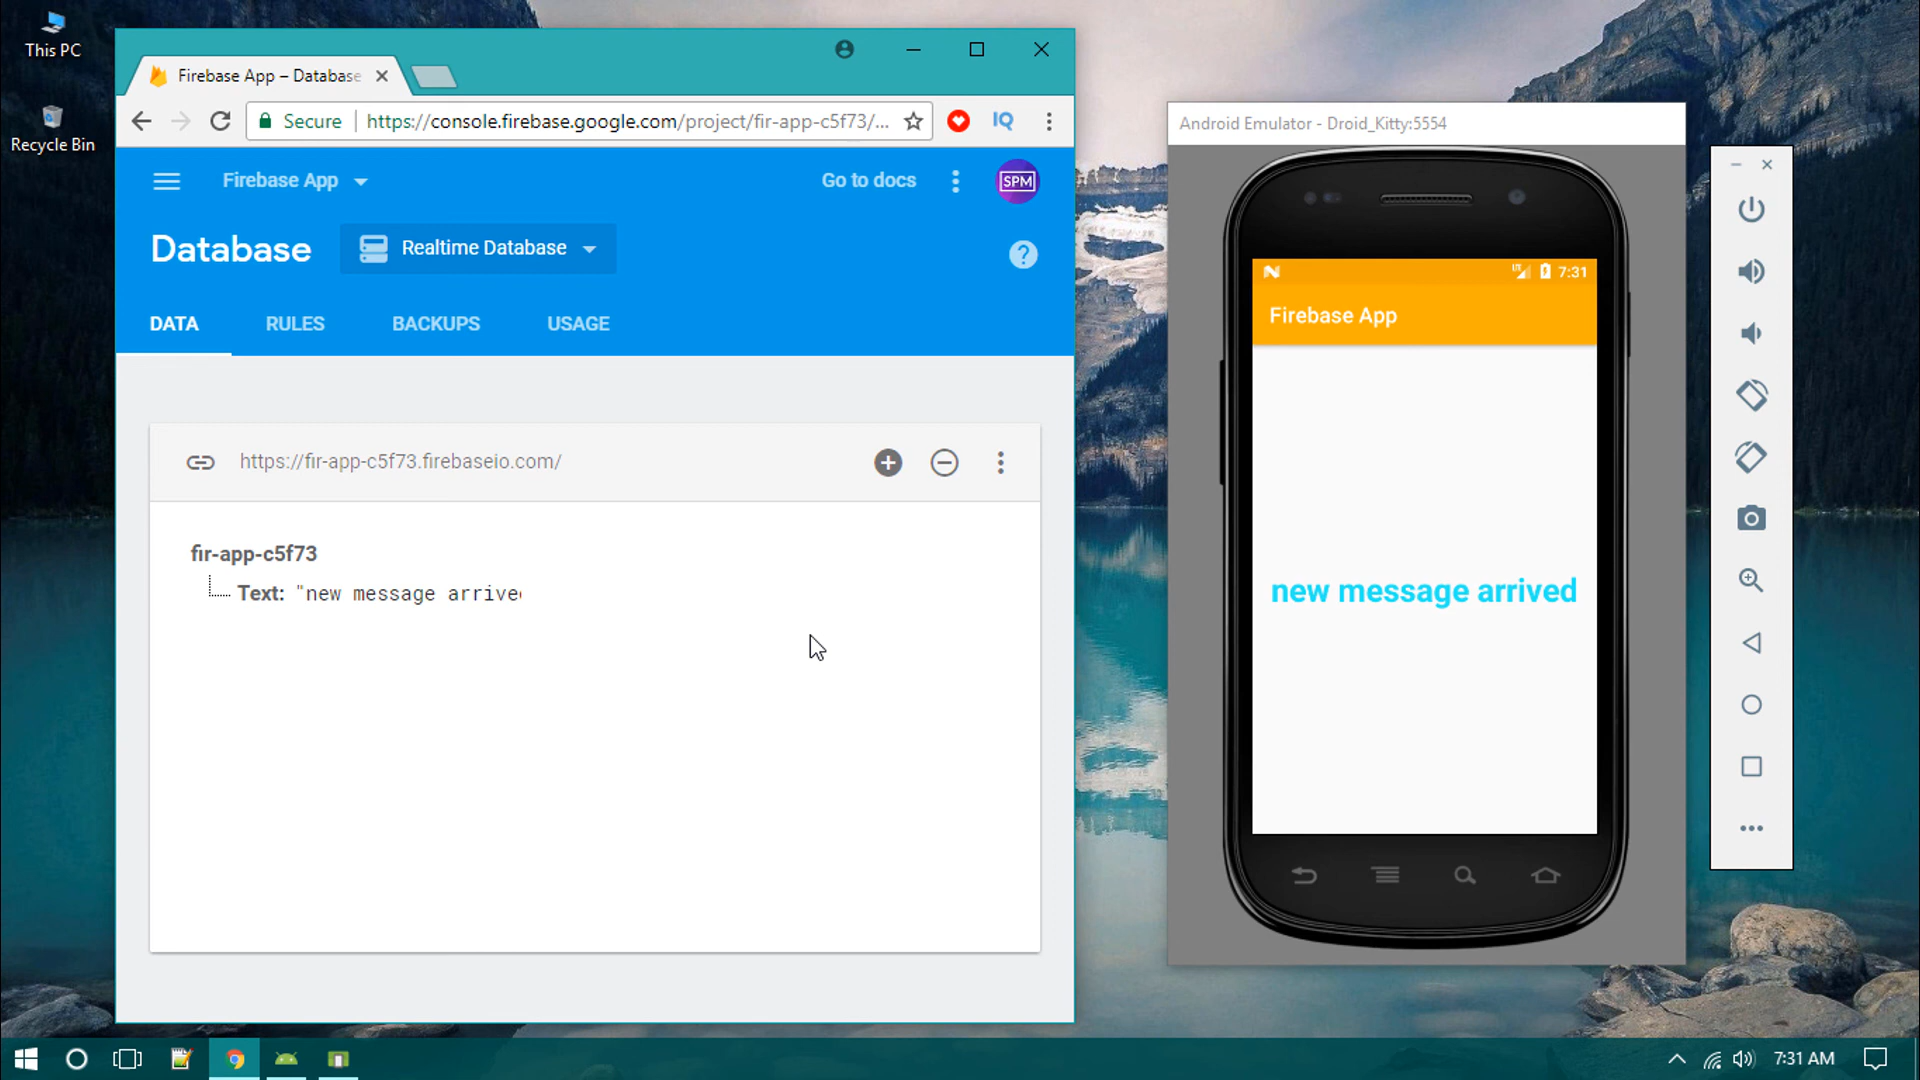 This PC
Recycle Bin
Firebase App – Database
Secure
https://console.firebase.google.com/project/fir-app-c5f73/...
IQ
Firebase App
Go to docs
SPM
Database
Realtime Database
?
DATA
RULES
BACKUPS
USAGE
https://fir-app-c5f73.firebaseio.com/
fir-app-c5f73
Text: "new message arrived
Android Emulator - Droid_Kitty:5554
7:31
Firebase App
new message arrived
7:31 AM